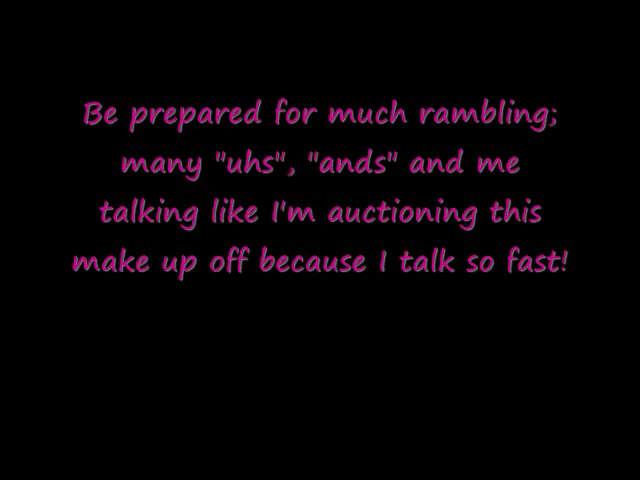 Be prepared for much rambling;
many "uhs", "ands" and me
talking like I'm auctioning this
make up off because I talk so fast!